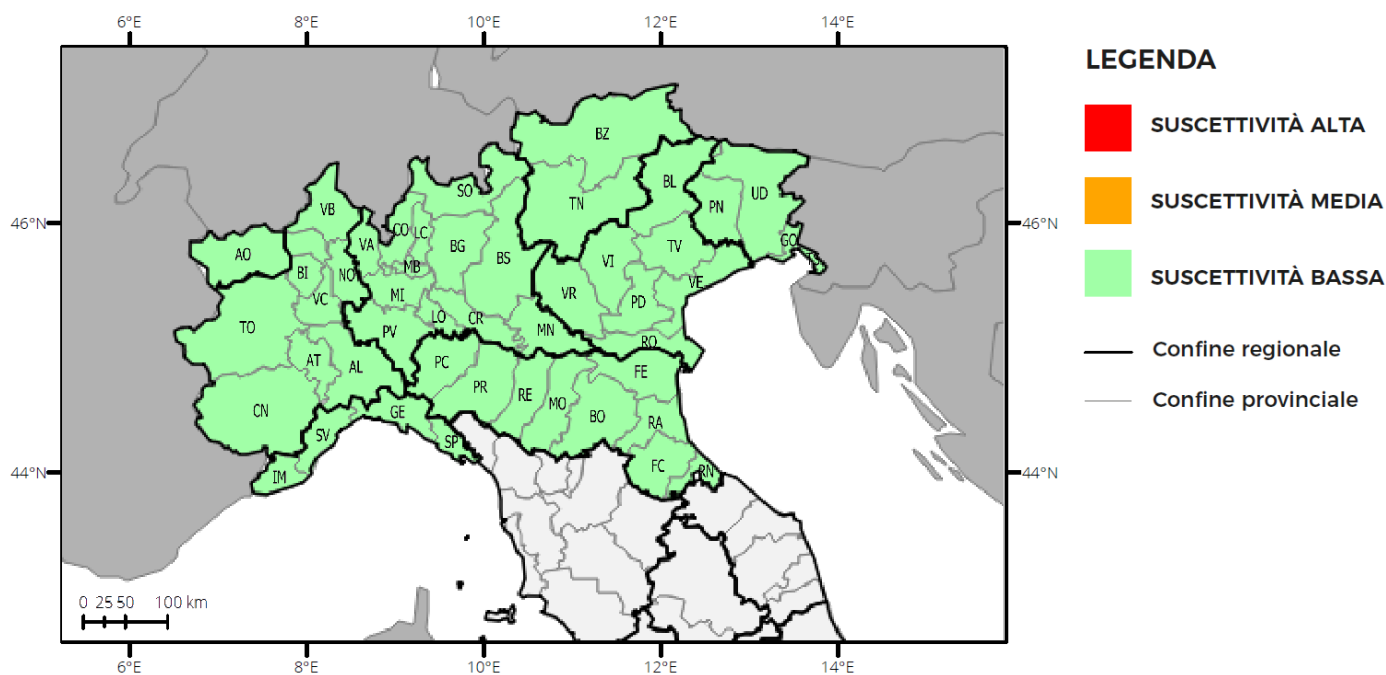 6°E 8°E 10°E 12°E 14°E
LEGENDA
SUSCETTIVITÀ ALTA
SUSCETTIVITÀ MEDIA
SUSCETTIVITÀ BASSA
Confine regionale
Confine provinciale
46°N 46°N
44°N 44°N
BZ
SO BL UD
VB TN PN
CO LC GO
VA BG TV
AO BS VI
BI NO MB VE
VC MI VR PD
TO LO CR MN
PV RO
AT AL PC FE
PR RE MO
CN GE BO RA
SV SP
IM FC RN
0 25 50 100 km
6°E 8°E 10°E 12°E 14°E